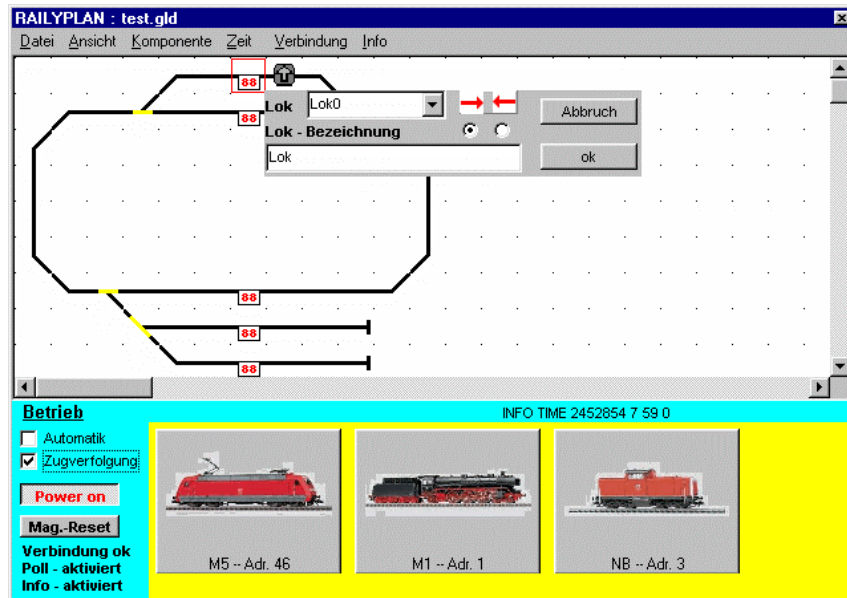 RAILYPLAN : test.gld
Datei Ansicht Komponente Zeit Verbindung Info
88
88
Lok Lok0 Abbruch
Lok - Bezeichnung
Lok ok
88
88
88
Betrieb INFO TIME 2452854 7 59 0
Automatik
Zugverfolgung
Power on
Mag.-Reset
Verbindung ok
Poll - aktiviert
Info - aktiviert
M5 -- Adr. 46 M1 -- Adr. 1 NB -- Adr. 3